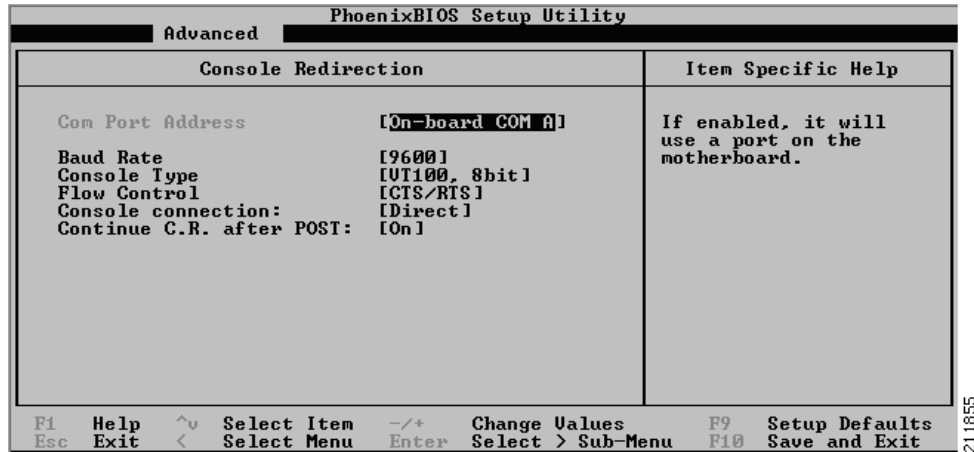 PhoenixBIOS Setup Utility
Advanced
Console Redirection
Item Specific Help
Com Port Address [On-board COM A]
Baud Rate [9600]
Console Type [VT100, 8bit]
Flow Control [CTS/RTS]
Console connection: [Direct]
Continue C.R. after POST: [On]
If enabled, it will
use a port on the
motherboard.
F1 Help ^v Select Item -/+ Change Values F9 Setup Defaults
Esc Exit < Select Menu Enter Select > Sub-Menu F10 Save and Exit
211855